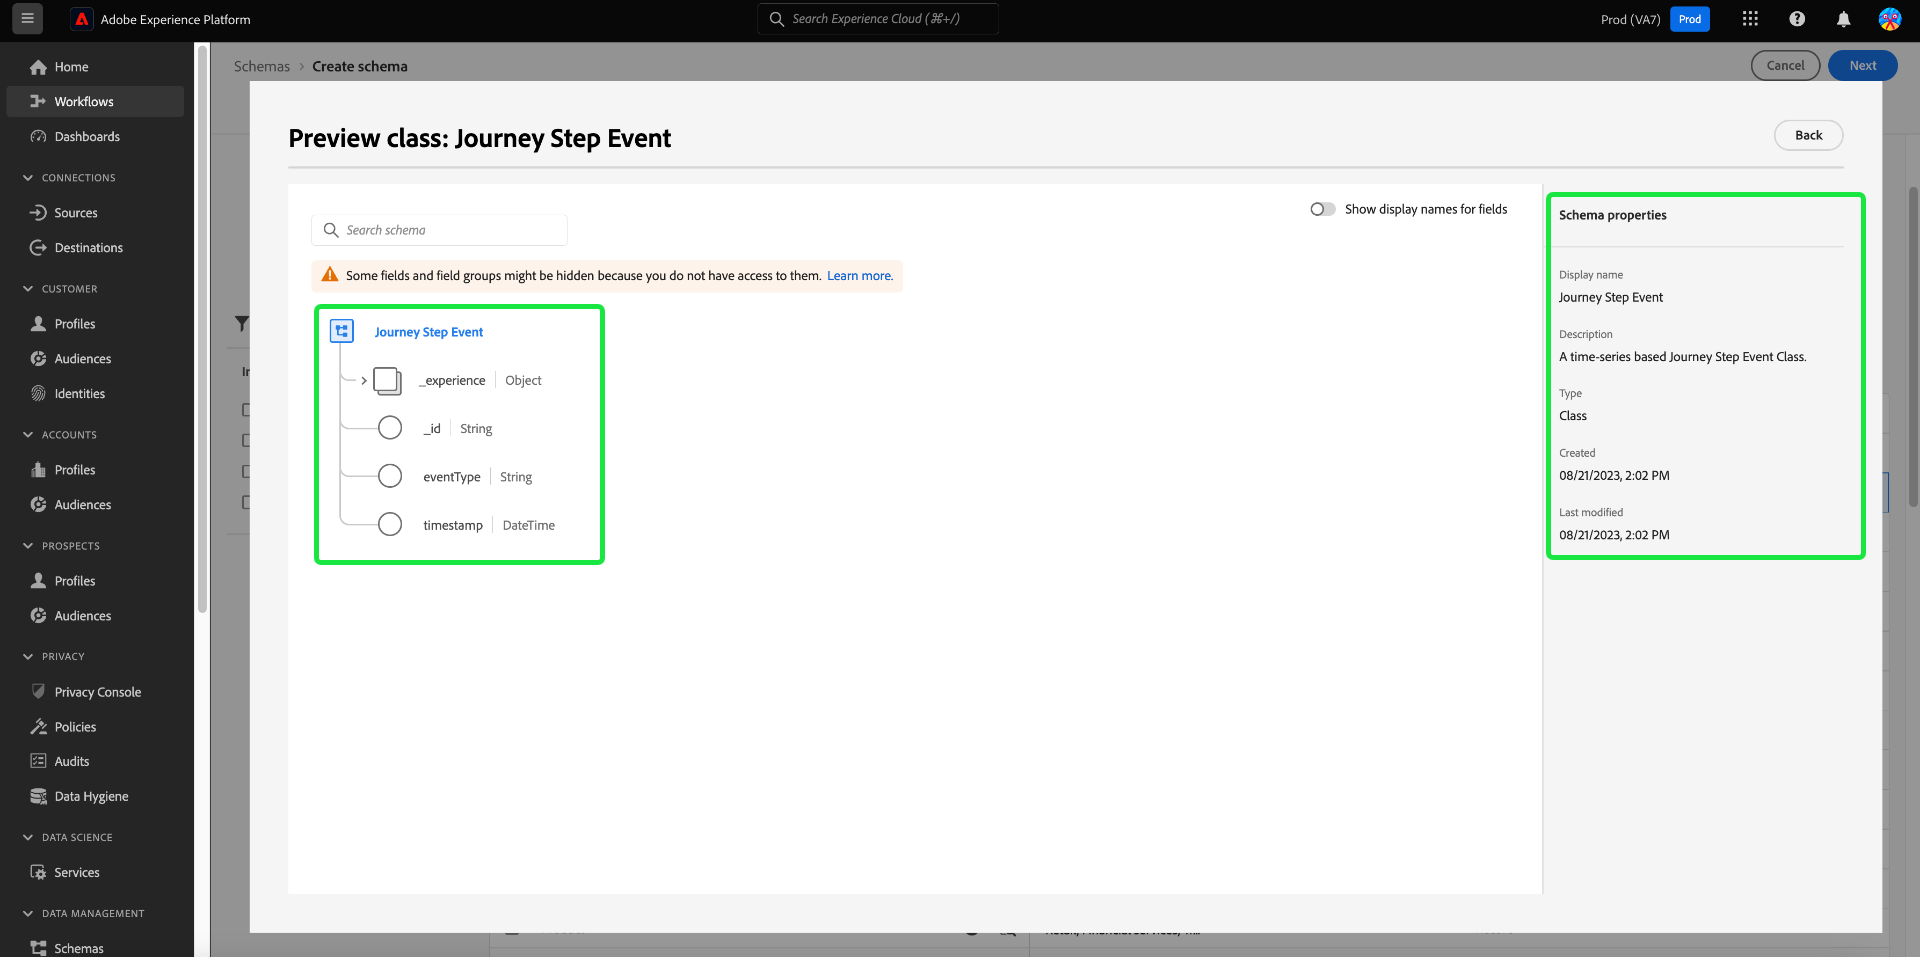 Adobe Experience Platform
Search Experience Cloud (⌘+/)
Prod (VA7)
Prod
Home
Workflows
Dashboards
CONNECTIONS
Sources
Destinations
CUSTOMER
Profiles
Audiences
Identities
ACCOUNTS
Profiles
Audiences
PROSPECTS
Profiles
Audiences
PRIVACY
Privacy Console
Policies
Audits
Data Hygiene
DATA SCIENCE
Services
DATA MANAGEMENT
Schemas
Schemas > Create schema
Cancel
Next
Preview class: Journey Step Event
Back
Search schema
Show display names for fields
Some fields and field groups might be hidden because you do not have access to them. Learn more.
Journey Step Event
_experience | Object
_id | String
eventType | String
timestamp | DateTime
Schema properties
Display name
Journey Step Event
Description
A time-series based Journey Step Event Class.
Type
Class
Created
08/21/2023, 2:02 PM
Last modified
08/21/2023, 2:02 PM